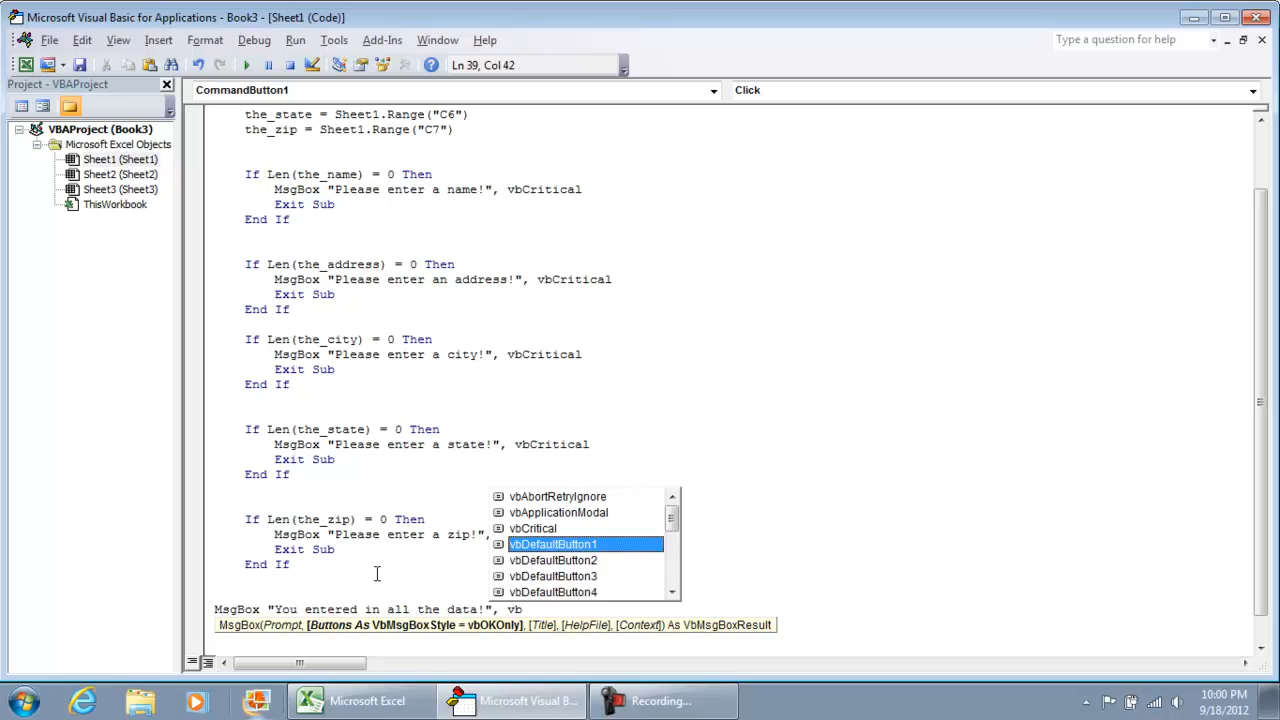 Microsoft Visual Basic for Applications - Book3 - [Sheet1 (Code)]
File Edit View Insert Format Debug Run Tools Add-Ins Window Help
Type a question for help
Ln 39, Col 42
Project - VBAProject
CommandButton1
Click
VBAProject (Book3)
Microsoft Excel Objects
Sheet1 (Sheet1)
Sheet2 (Sheet2)
Sheet3 (Sheet3)
ThisWorkbook
the_state = Sheet1.Range("C6")
the_zip = Sheet1.Range("C7")
If Len(the_name) = 0 Then
MsgBox "Please enter a name!", vbCritical
Exit Sub
End If
If Len(the_address) = 0 Then
MsgBox "Please enter an address!", vbCritical
Exit Sub
End If
If Len(the_city) = 0 Then
MsgBox "Please enter a city!", vbCritical
Exit Sub
End If
If Len(the_state) = 0 Then
MsgBox "Please enter a state!", vbCritical
Exit Sub
End If
If Len(the_zip) = 0 Then
MsgBox "Please enter a zip!",
Exit Sub
End If
vbAbortRetryIgnore
vbApplicationModal
vbCritical
vbDefaultButton1
vbDefaultButton2
vbDefaultButton3
vbDefaultButton4
MsgBox "You entered in all the data!", vb
MsgBox(Prompt, [Buttons As VbMsgBoxStyle = vbOKOnly], [Title], [HelpFile], [Context]) As VbMsgBoxResult
Microsoft Excel
Microsoft Visual B...
Recording...
10:00 PM
9/18/2012